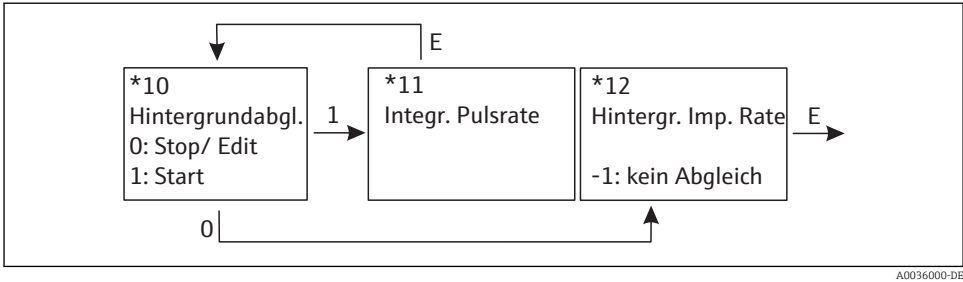 E
*10
Hintergrundabgl.
0: Stop/ Edit
1: Start
1
*11
Integr. Pulsrate
*12
Hintergr. Imp. Rate
-1: kein Abgleich
E
0
A0036000-DE